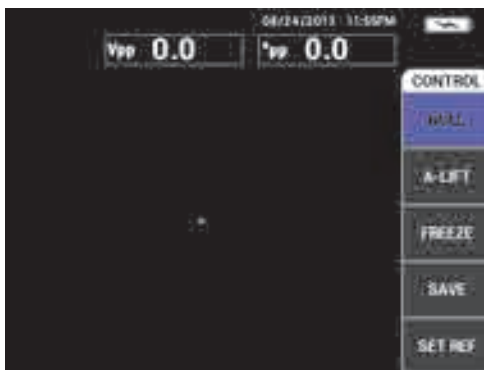 08/24/2013 11:55PM
Vpp 0.0
°pp 0.0
CONTROL
NULL
A-LIFT
FREEZE
SAVE
SET REF